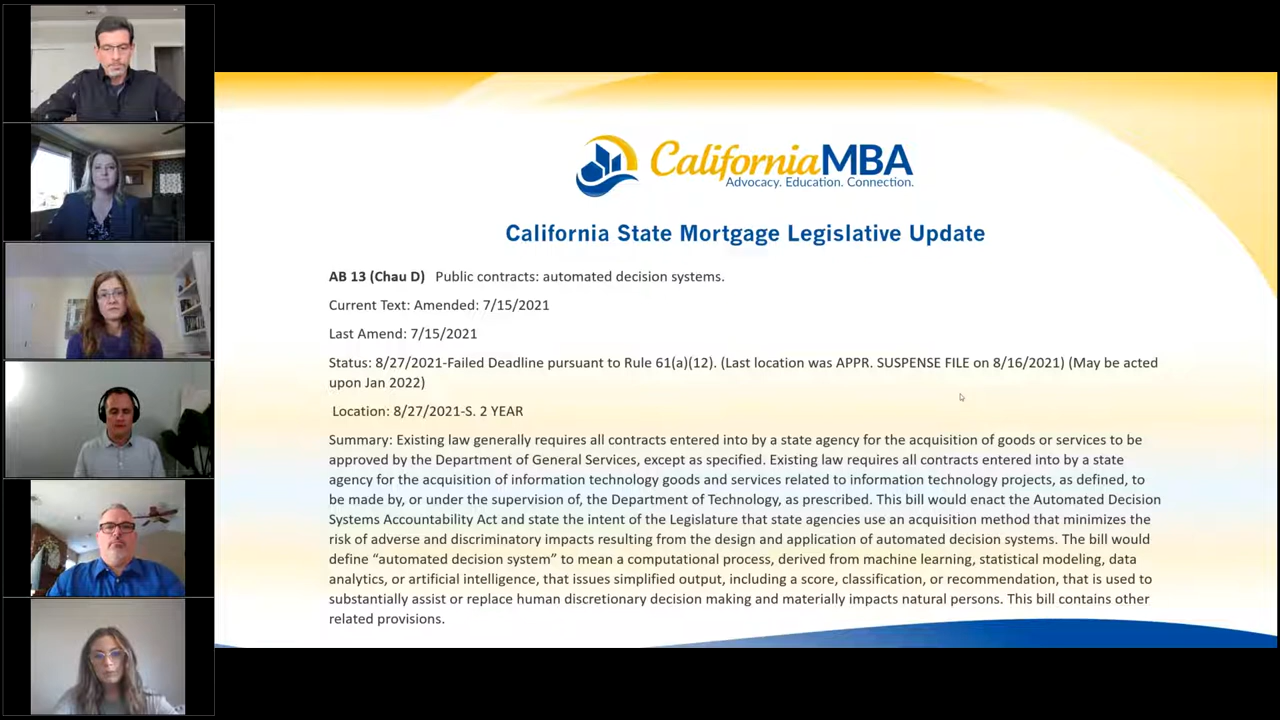 CaliforniaMBA
Advocacy. Education. Connection.
California State Mortgage Legislative Update
AB 13 (Chau D) Public contracts: automated decision systems.
Current Text: Amended: 7/15/2021
Last Amend: 7/15/2021
Status: 8/27/2021-Failed Deadline pursuant to Rule 61(a)(12). (Last location was APPR. SUSPENSE FILE on 8/16/2021) (May be acted
upon Jan 2022)
Location: 8/27/2021-S. 2 YEAR
Summary: Existing law generally requires all contracts entered into by a state agency for the acquisition of goods or services to be
approved by the Department of General Services, except as specified. Existing law requires all contracts entered into by a state
agency for the acquisition of information technology goods and services related to information technology projects, as defined, to
be made by, or under the supervision of, the Department of Technology, as prescribed. This bill would enact the Automated Decision
Systems Accountability Act and state the intent of the Legislature that state agencies use an acquisition method that minimizes the
risk of adverse and discriminatory impacts resulting from the design and application of automated decision systems. The bill would
define “automated decision system” to mean a computational process, derived from machine learning, statistical modeling, data
analytics, or artificial intelligence, that issues simplified output, including a score, classification, or recommendation, that is used to
substantially assist or replace human discretionary decision making and materially impacts natural persons. This bill contains other
related provisions.